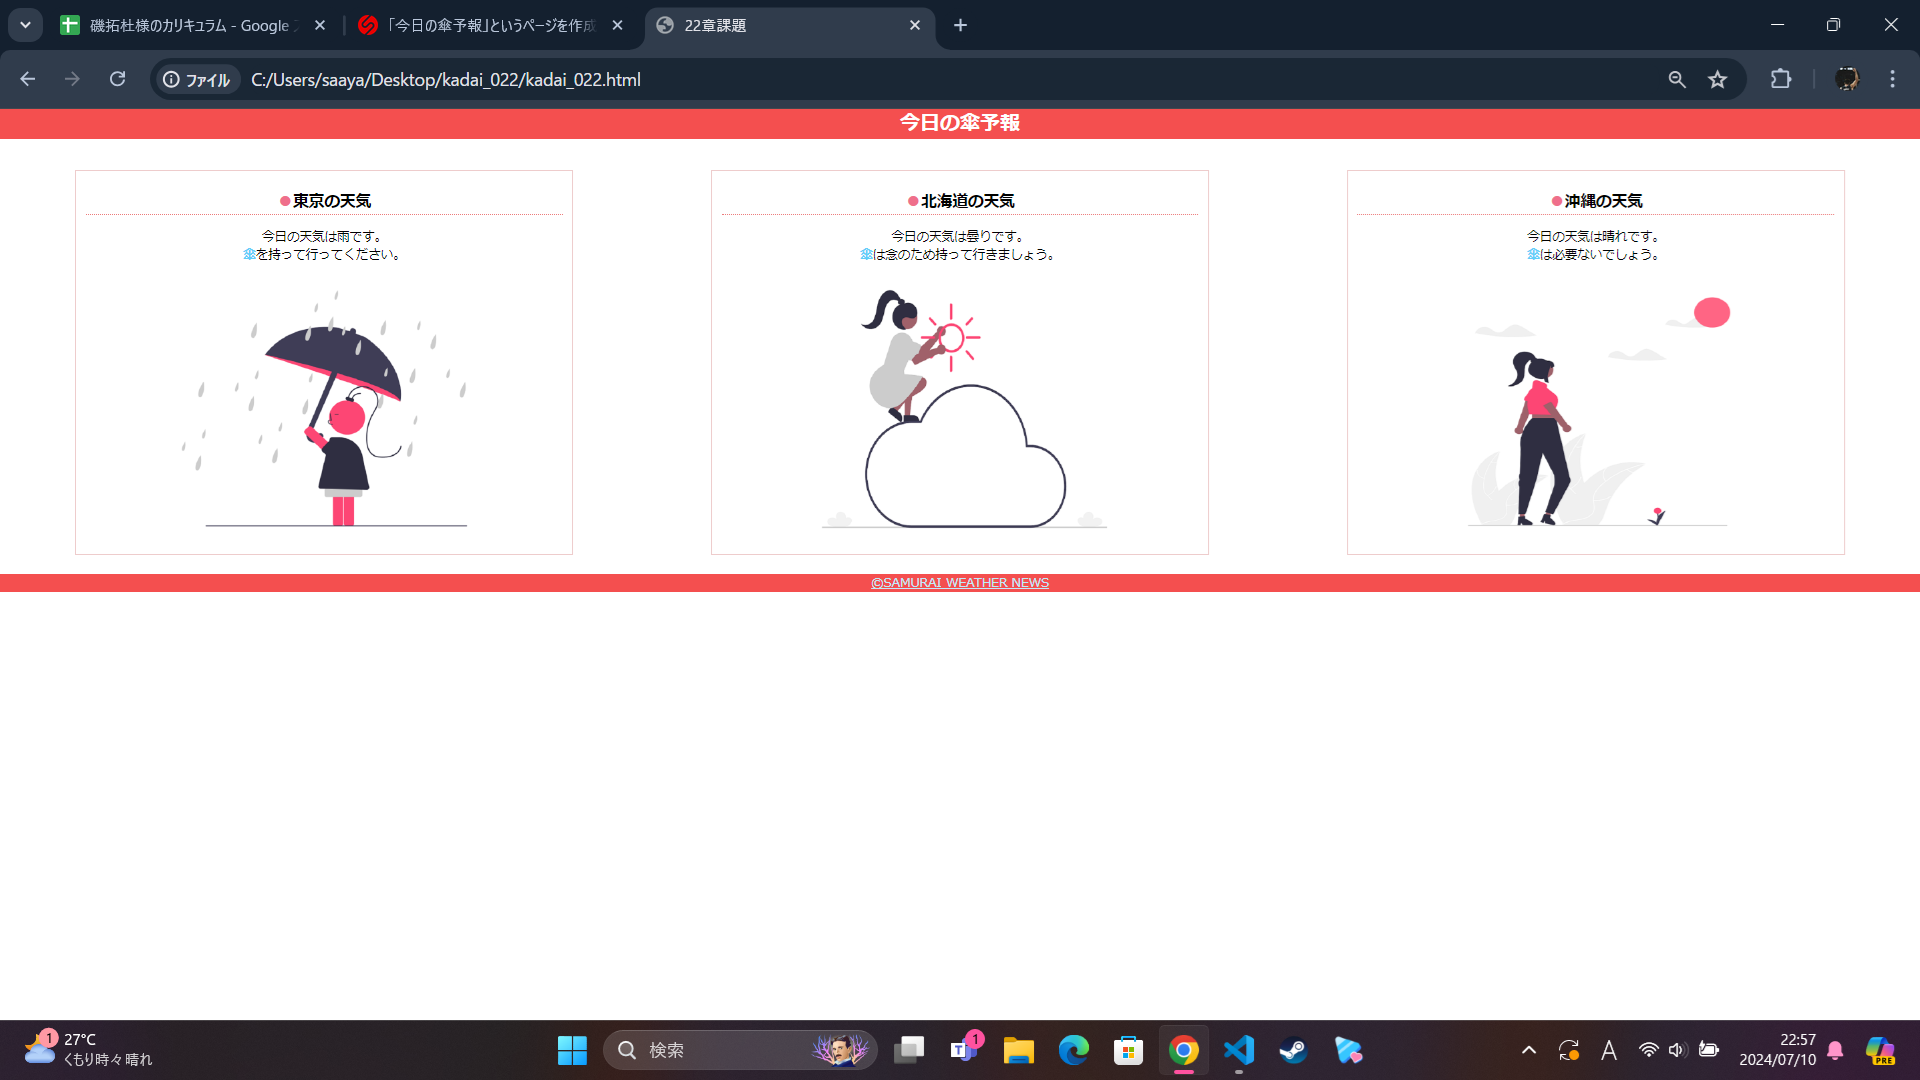 磯拓杜様のカリキュラム - Google
「今日の傘予報」というページを作成
22章課題
ファイル
C:/Users/saaya/Desktop/kadai_022/kadai_022.html
今日の傘予報
●東京の天気
今日の天気は雨です。
傘を持って行ってください。
●北海道の天気
今日の天気は曇りです。
傘は念のため持って行きましょう。
●沖縄の天気
今日の天気は晴れです。
傘は必要ないでしょう。
©SAMURAI WEATHER NEWS
1
27°C
くもり時々晴れ
検索
T
1
A
22:57
2024/07/10
PRE